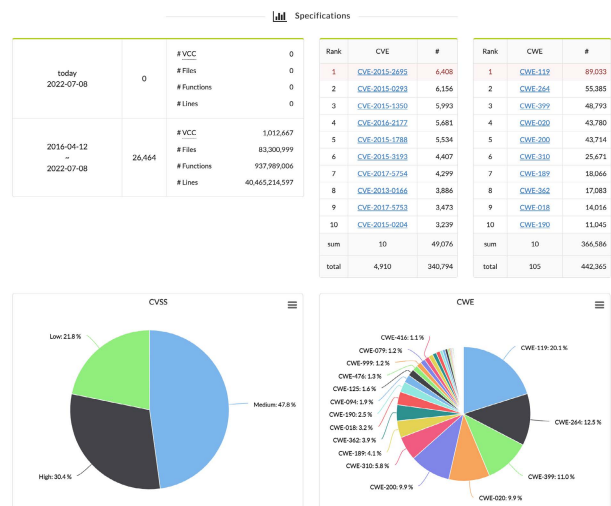 Specifications
today
2022-07-08
0
# VCC 0
# Files 0
# Functions 0
# Lines 0
2016-04-12
~
2022-07-08
26,464
# VCC 1,012,667
# Files 83,300,999
# Functions 937,989,006
# Lines 40,465,214,597
Rank CVE #
1 CVE-2015-2695 6,408
2 CVE-2015-0293 6,156
3 CVE-2015-1350 5,993
4 CVE-2016-2177 5,681
5 CVE-2015-1788 5,534
6 CVE-2015-3193 4,407
7 CVE-2017-5754 4,299
8 CVE-2013-0166 3,886
9 CVE-2017-5753 3,473
10 CVE-2015-0204 3,239
sum 10 49,076
total 4,910 340,794
Rank CWE #
1 CWE-119 89,033
2 CWE-264 55,385
3 CWE-399 48,793
4 CWE-020 43,780
5 CWE-200 43,714
6 CWE-310 25,671
7 CWE-189 18,066
8 CWE-362 17,083
9 CWE-018 14,016
10 CWE-190 11,045
sum 10 366,586
total 105 442,365
CVSS
Low: 21.8 %
Medium: 47.8 %
High: 30.4 %
CWE
CWE-416: 1.1 %
CWE-079: 1.2 %
CWE-999: 1.2 %
CWE-476: 1.3 %
CWE-125: 1.6 %
CWE-094: 1.9 %
CWE-190: 2.5 %
CWE-018: 3.2 %
CWE-362: 3.9 %
CWE-189: 4.1 %
CWE-310: 5.8 %
CWE-200: 9.9 %
CWE-020: 9.9 %
CWE-399: 11.0 %
CWE-264: 12.5 %
CWE-119: 20.1 %